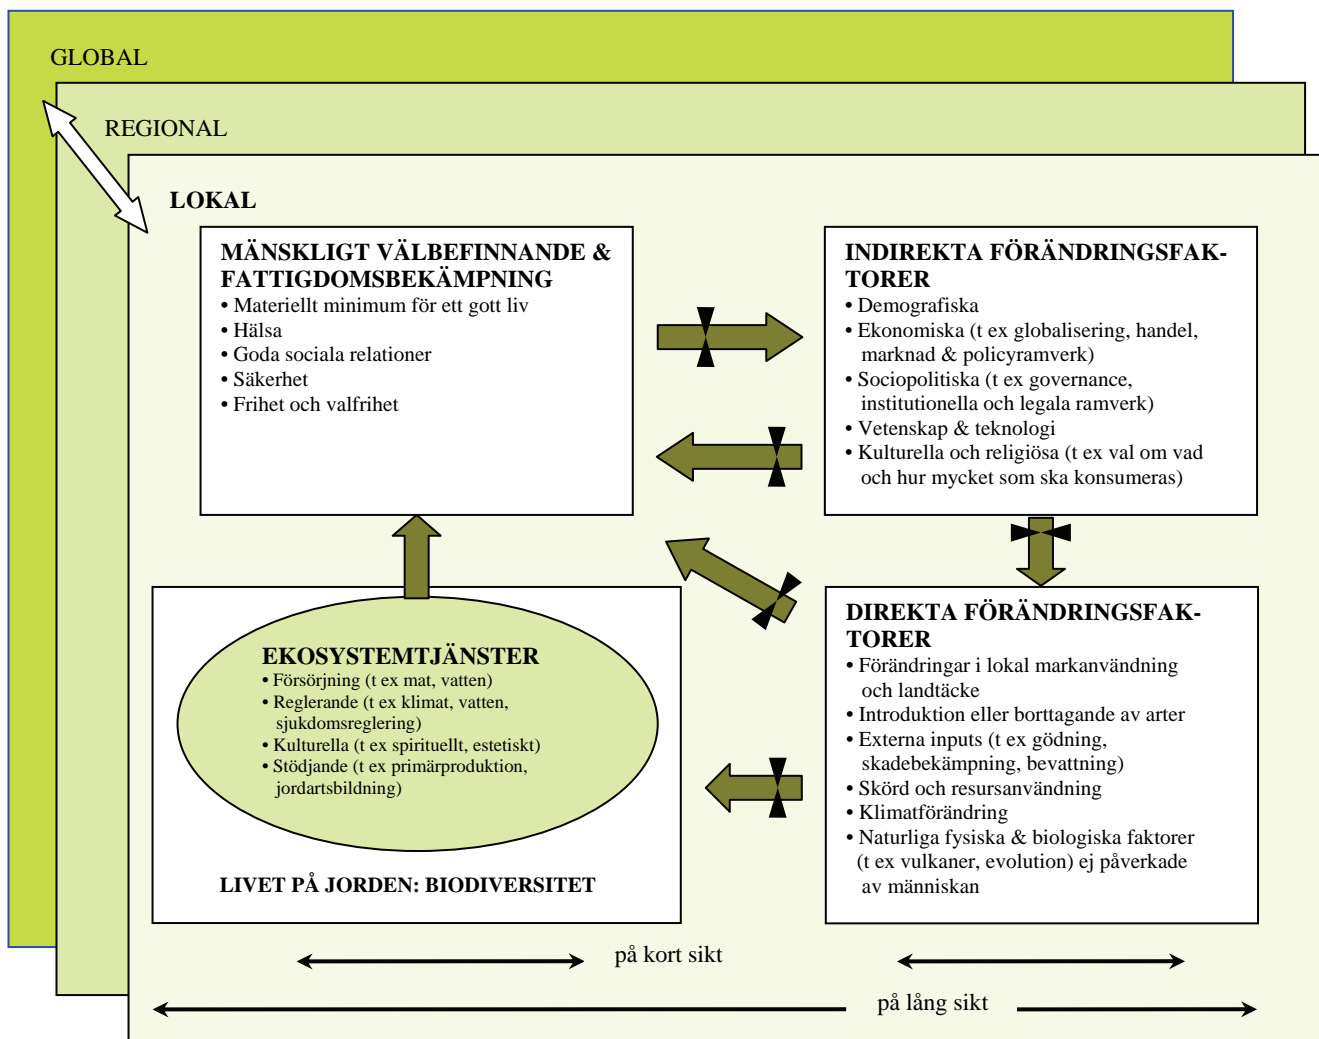 GLOBAL
REGIONAL
LOKAL
MÄNSKLIGT VÄLBEFINNANDE &
FATTIGDOMSBEKÄMPNING
• Materiellt minimum för ett gott liv
• Hälsa
• Goda sociala relationer
• Säkerhet
• Frihet och valfrihet
INDIREKTA FÖRÄNDRINGSFAK-
TORER
• Demografiska
• Ekonomiska (t ex globalisering, handel,
marknad & policyramverk)
• Sociopolitiska (t ex governance,
institutionella och legala ramverk)
• Vetenskap & teknologi
• Kulturella och religiösa (t ex val om vad
och hur mycket som ska konsumeras)
EKOSYSTEMTJÄNSTER
• Försörjning (t ex mat, vatten)
• Reglerande (t ex klimat, vatten,
sjukdomsreglering)
• Kulturella (t ex spirituellt, estetiskt)
• Stödjande (t ex primärproduktion,
jordartsbildning)
LIVET PÅ JORDEN: BIODIVERSITET
DIREKTA FÖRÄNDRINGSFAK-
TORER
• Förändringar i lokal markanvändning
och landtäcke
• Introduktion eller borttagande av arter
• Externa inputs (t ex gödning,
skadebekämpning, bevattning)
• Skörd och resursanvändning
• Klimatförändring
• Naturliga fysiska & biologiska faktorer
(t ex vulkaner, evolution) ej påverkade
av människan
på kort sikt
på lång sikt